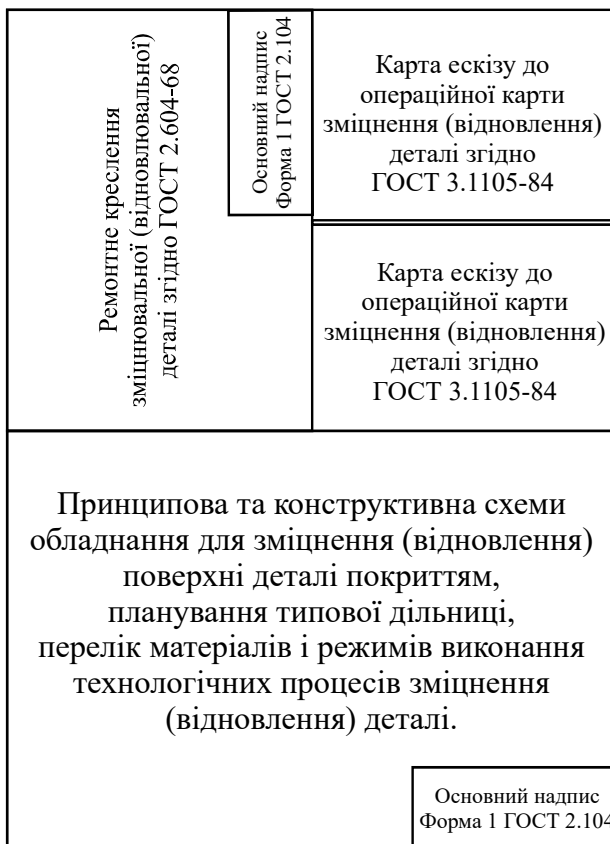 Ремонтне креслення
зміцнювальної (відновлювальної)
деталі згідно ГОСТ 2.604-68
Основний надпис
Форма 1 ГОСТ 2.104
Карта ескізу до
операційної карти
зміцнення (відновлення)
деталі згідно
ГОСТ 3.1105-84
Карта ескізу до
операційної карти
зміцнення (відновлення)
деталі згідно
ГОСТ 3.1105-84
Принципова та конструктивна схеми
обладнання для зміцнення (відновлення)
поверхні деталі покриттям,
планування типової дільниці,
перелік матеріалів і режимів виконання
технологічних процесів зміцнення
(відновлення) деталі.
Основний надпис
Форма 1 ГОСТ 2.104